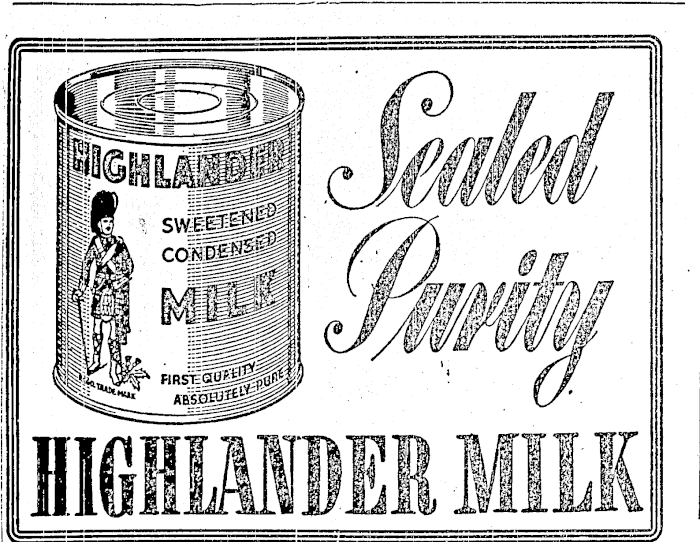 HIGHLANDER
SWEETENED
CONDENSED
MILK
FIRST QUALITY
ABSOLUTELY PURE
TRADE MARK
Sealed
Purity
HIGHLANDER MILK